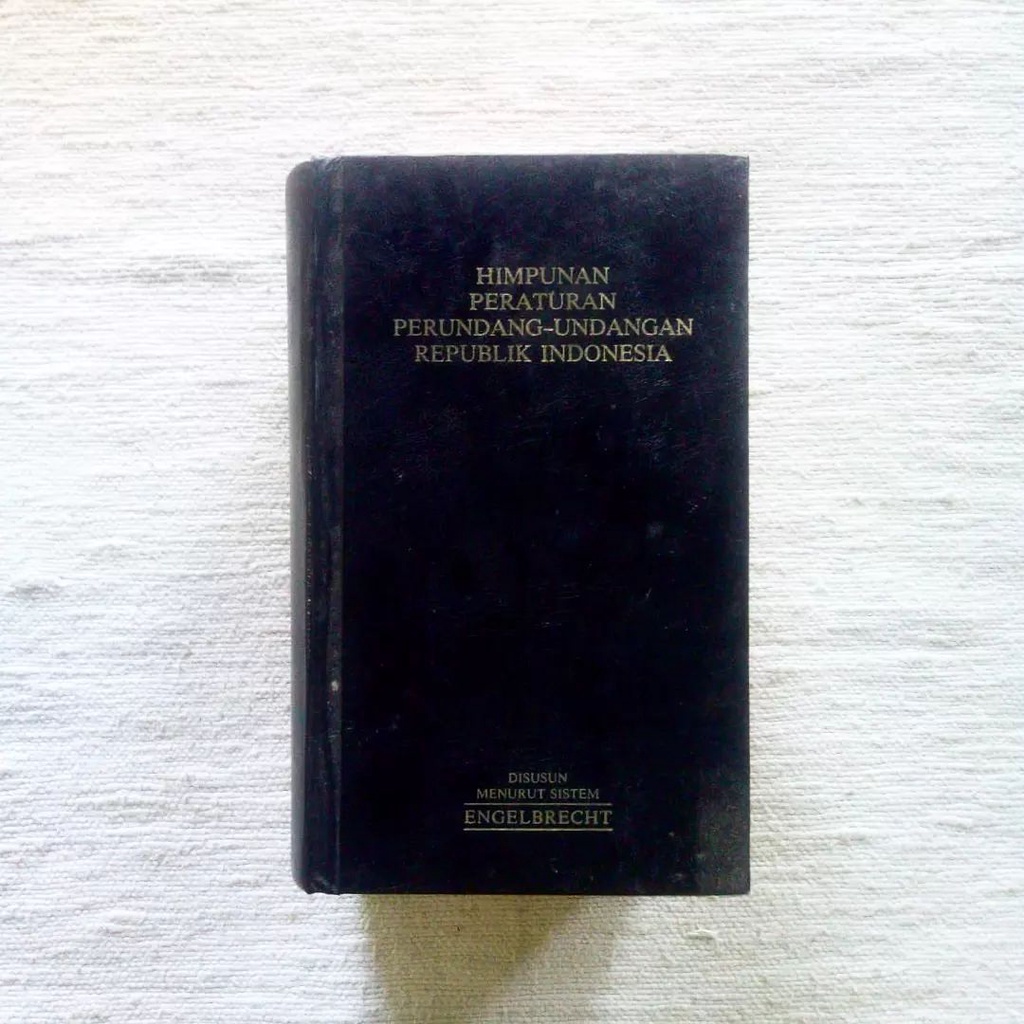 HIMPUNAN
PERATURAN
PERUNDANG-UNDANGAN
REPUBLIK INDONESIA
DISUSUN
MENURUT SISTEM
ENGELBRECHT